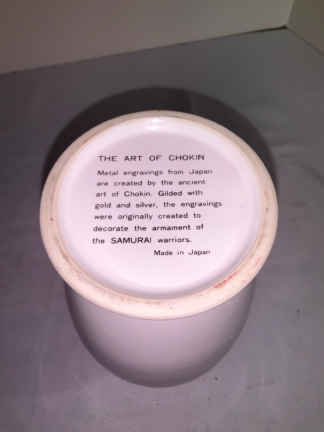 THE ART OF CHOKIN
Metal engravings from Japan
are created by the ancient
art of Chokin. Gilded with
gold and silver, the engravings
were originally created to
decorate the armament of
the SAMURAI warriors.
Made in Japan